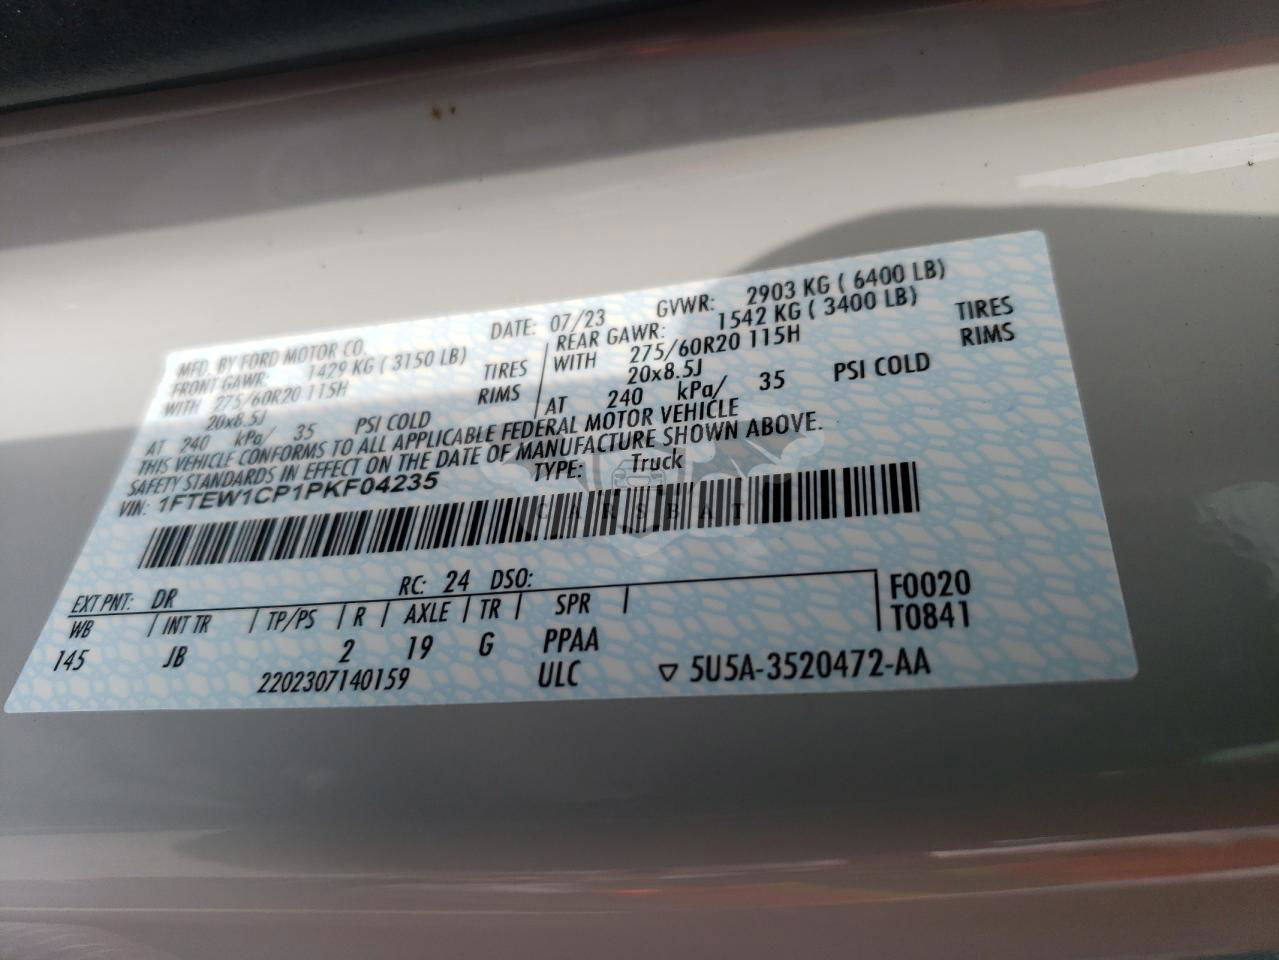 MFD. BY FORD MOTOR CO. DATE: 07/23 GVWR: 2903 KG ( 6400 LB)
FRONT GAWR: 1429 KG ( 3150 LB) REAR GAWR: 1542 KG ( 3400 LB)
WITH 275/60R20 115H TIRES WITH 275/60R20 115H TIRES
20x8.5J RIMS 20x8.5J RIMS
AT 240 kPa/ 35 PSI COLD AT 240 kPa/ 35 PSI COLD
THIS VEHICLE CONFORMS TO ALL APPLICABLE FEDERAL MOTOR VEHICLE
SAFETY STANDARDS IN EFFECT ON THE DATE OF MANUFACTURE SHOWN ABOVE.
VIN: 1FTEW1CP1PKF04235 TYPE: Truck
CARSBAT
EXT PNT: DR RC: 24 DSO:
WB INT TR TP/PS R AXLE TR SPR F0020
145 JB 2 19 G PPAA T0841
2202307140159 ULC ▽ 5U5A-3520472-AA